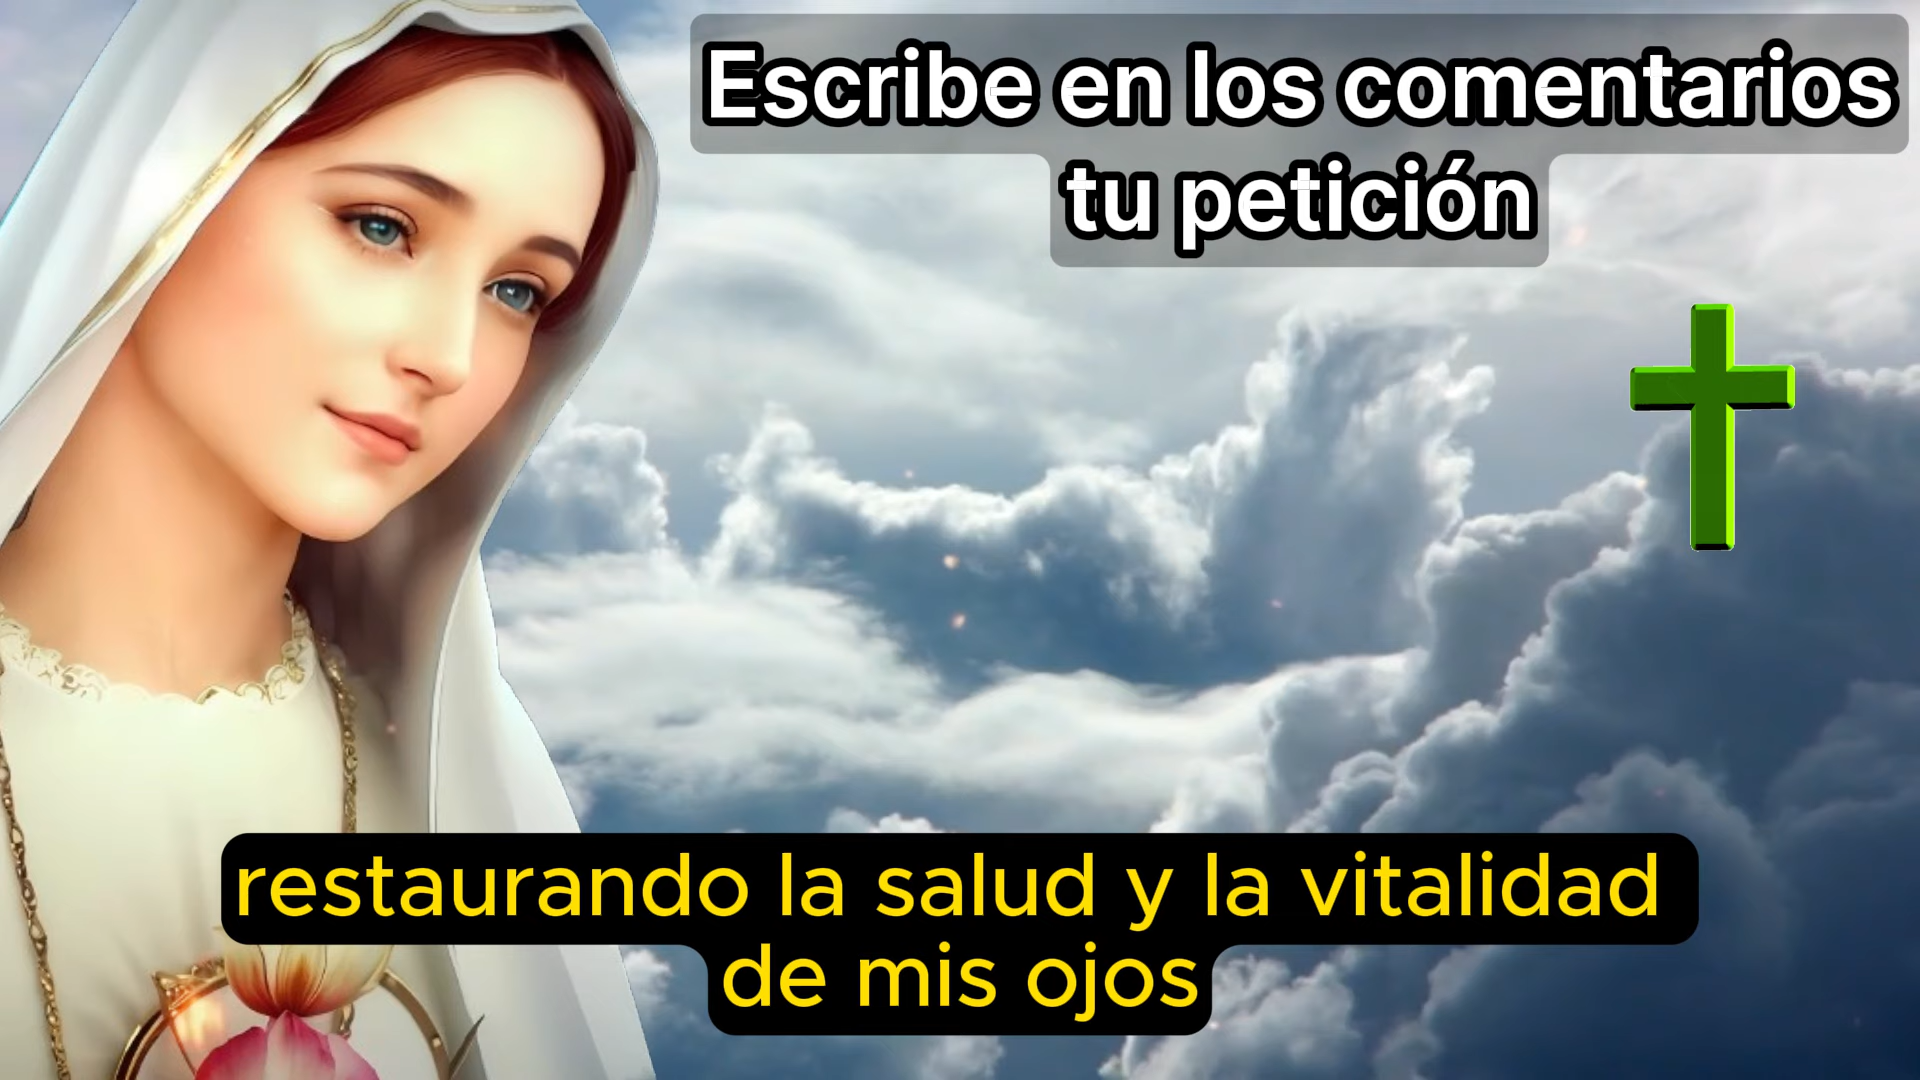 Escribe en los comentarios
tu petición
restaurando la salud y la vitalidad
de mis ojos